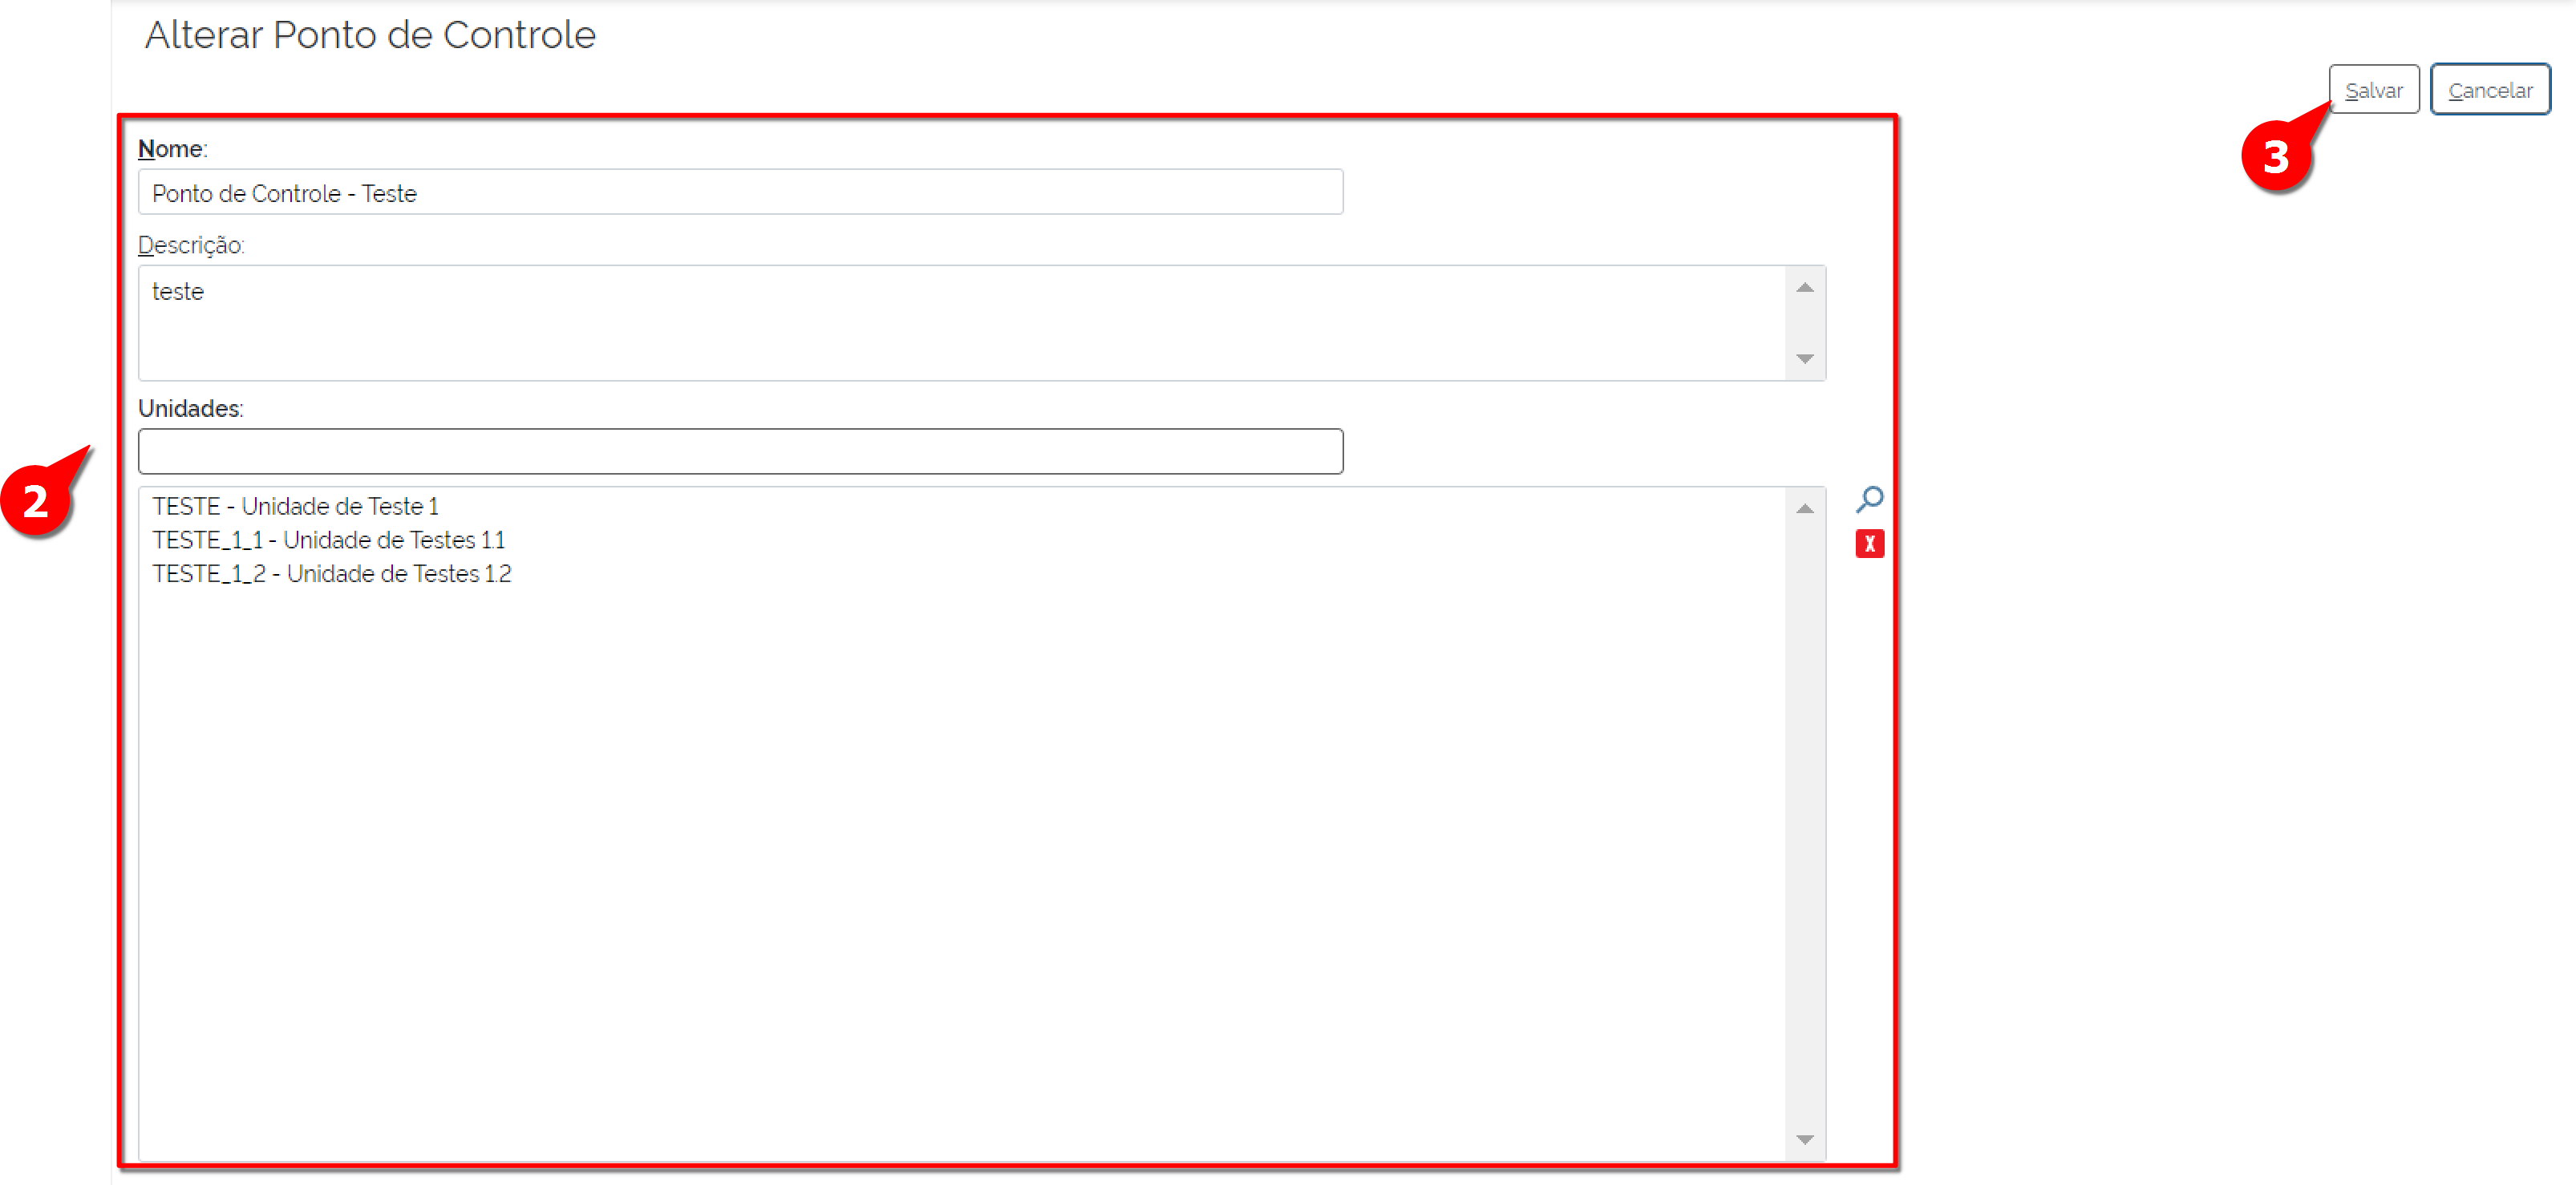 Alterar Ponto de Controle
Salvar Cancelar
3
Nome:
Ponto de Controle - Teste
Descrição:
teste
Unidades:
2
TESTE - Unidade de Teste 1
TESTE_1_1 - Unidade de Testes 1.1
TESTE_1_2 - Unidade de Testes 1.2
X